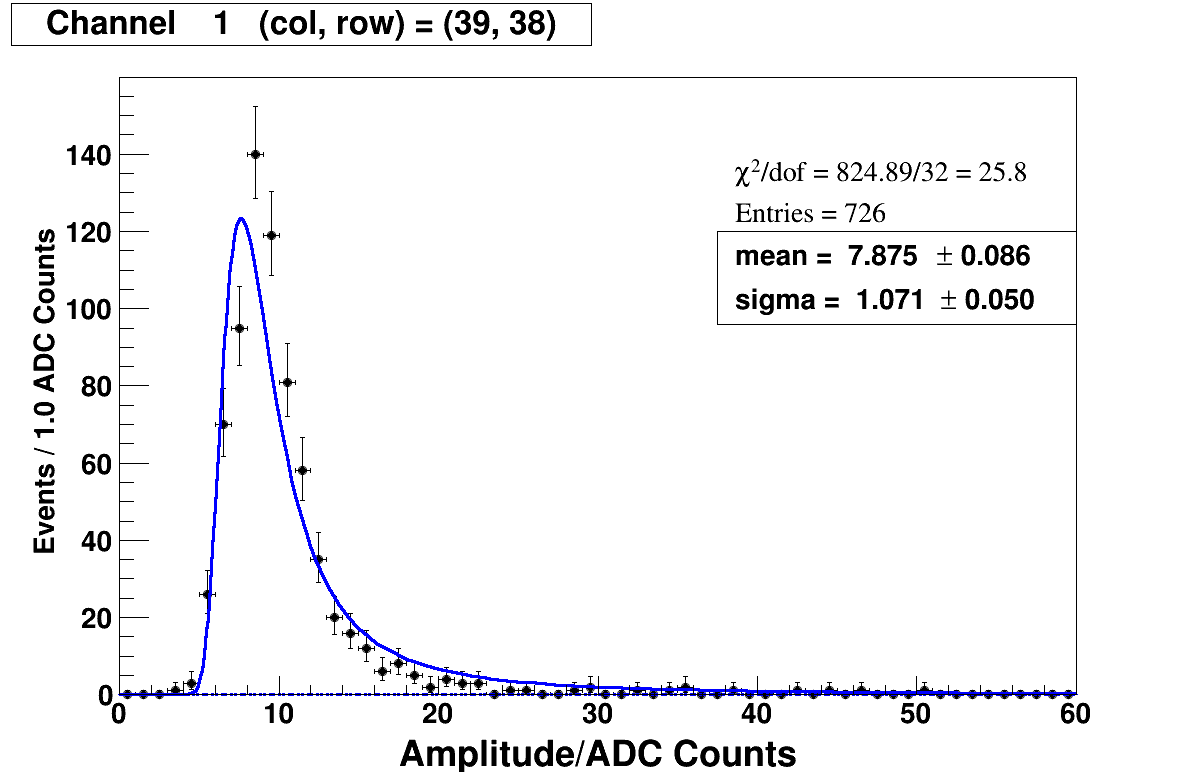 Channel 1 (col, row) = (39, 38)
χ²/dof = 824.89/32 = 25.8
Entries = 726
mean = 7.875 ± 0.086
sigma = 1.071 ± 0.050
Events / 1.0 ADC Counts
140
120
100
80
60
40
20
0
0 10 20 30 40 50 60
Amplitude/ADC Counts